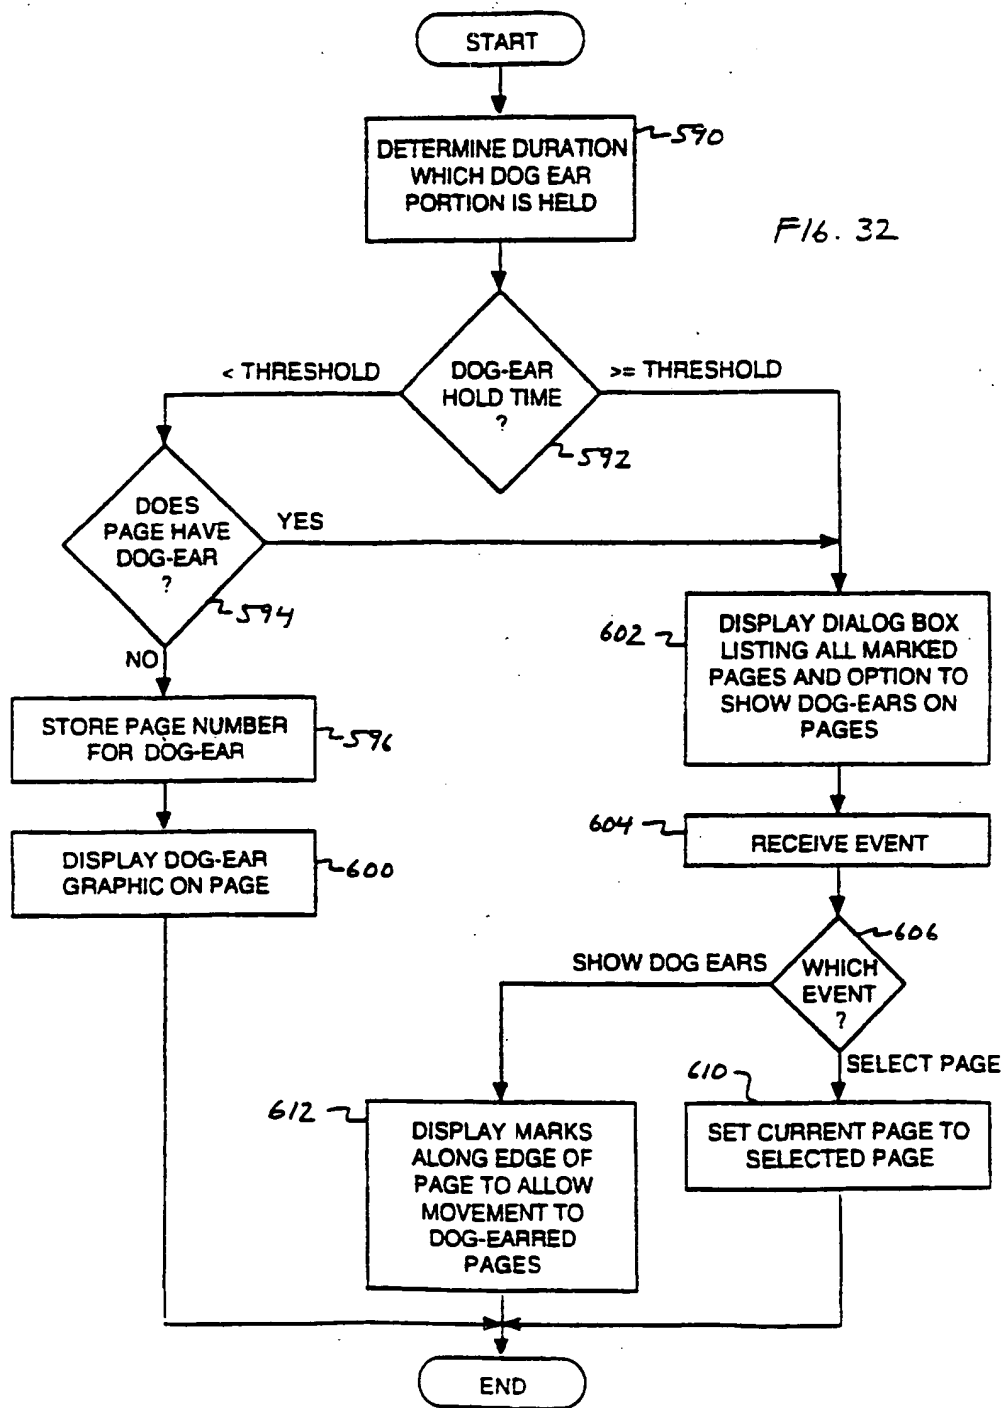 START
DETERMINE DURATION
WHICH DOG EAR
PORTION IS HELD
590
FIG. 32
< THRESHOLD
DOG-EAR
HOLD TIME
?
>= THRESHOLD
592
DOES
PAGE HAVE
DOG-EAR
?
YES
594
NO
602
DISPLAY DIALOG BOX
LISTING ALL MARKED
PAGES AND OPTION TO
SHOW DOG-EARS ON
PAGES
STORE PAGE NUMBER
FOR DOG-EAR
596
604
RECEIVE EVENT
DISPLAY DOG-EAR
GRAPHIC ON PAGE
600
606
SHOW DOG EARS
WHICH
EVENT
?
SELECT PAGE
610
612
DISPLAY MARKS
ALONG EDGE OF
PAGE TO ALLOW
MOVEMENT TO
DOG-EARRED
PAGES
SET CURRENT PAGE TO
SELECTED PAGE
END